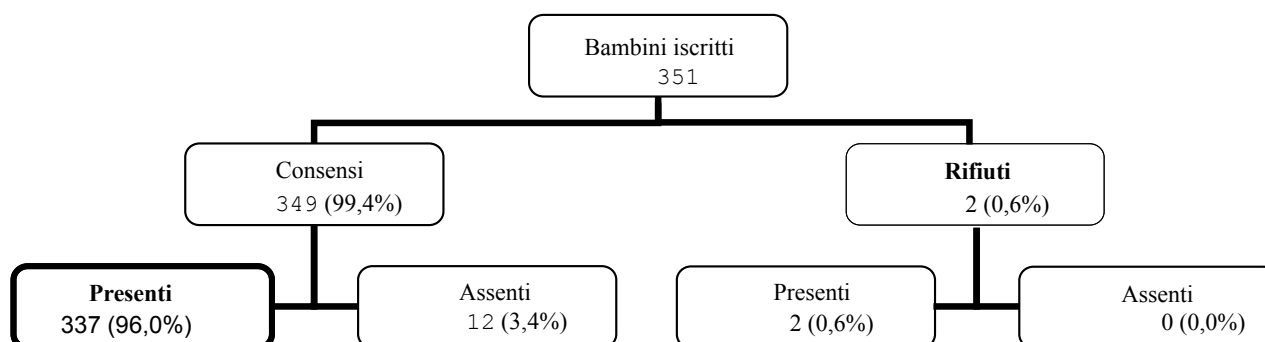 Bambini iscritti
351
Consensi
349 (99,4%)
Rifiuti
2 (0,6%)
Presenti
337 (96,0%)
Assenti
12 (3,4%)
Presenti
2 (0,6%)
Assenti
0 (0,0%)